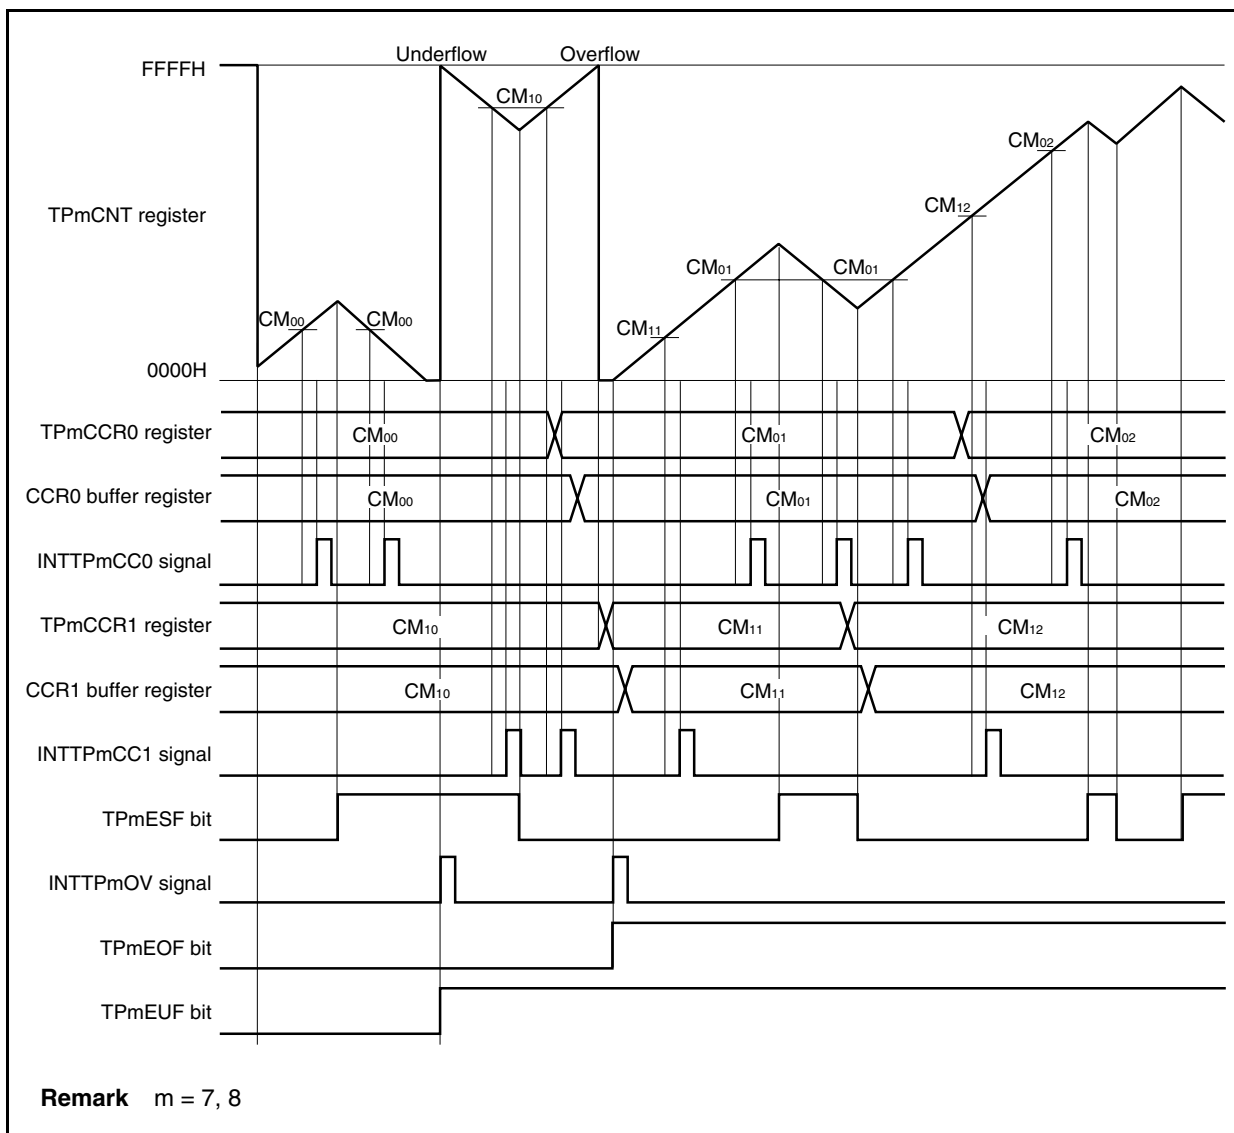 Underflow Overflow
FFFFH
CM10
CM02
TPmCNT register
CM12
CM01 CM01
CM00 CM00
CM11
0000H
TPmCCR0 register CM00 CM01 CM02
CCR0 buffer register CM00 CM01 CM02
INTTPmCC0 signal
TPmCCR1 register CM10 CM11 CM12
CCR1 buffer register CM10 CM11 CM12
INTTPmCC1 signal
TPmESF bit
INTTPmOV signal
TPmEOF bit
TPmEUF bit
Remark m = 7, 8